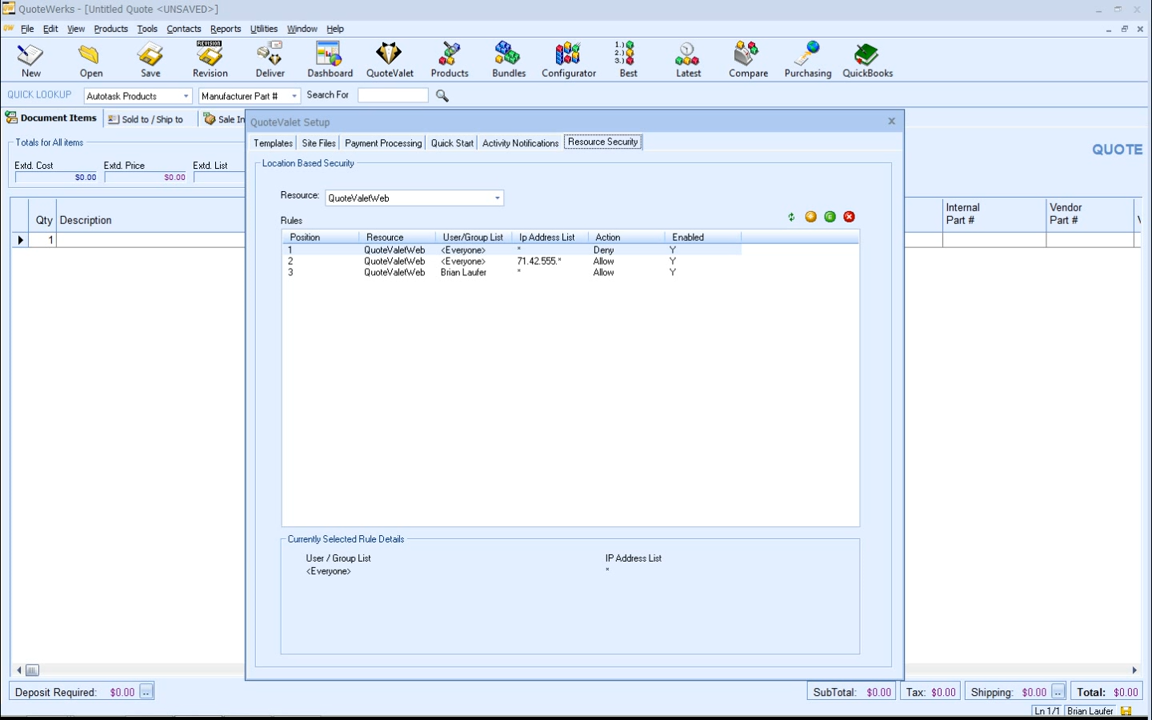 QuoteWerks - [Untitled Quote <UNSAVED>]
File Edit View Products Tools Contacts Reports Utilities Window Help
REVISION
1.)
2.)
3.)
New Open Save Revision Deliver Dashboard QuoteValet Products Bundles Configurator Best Latest Compare Purchasing QuickBooks
QUICK LOOKUP Autotask Products Manufacturer Part # Search For
Document Items Sold to / Ship to Sale In
QuoteValet Setup
Templates Site Files Payment Processing Quick Start Activity Notifications Resource Security
Totals for All items
QUOTE
Extd. Cost Extd. Price Extd. List
$0.00 $0.00
Location Based Security
Resource: QuoteValetWeb
Rules
Qty Description
Internal Part # Vendor Part # V
1
Position Resource User/Group List Ip Address List Action Enabled
1 QuoteValetWeb <Everyone> * Deny Y
2 QuoteValetWeb <Everyone> 71.42.555.* Allow Y
3 QuoteValetWeb Brian Laufer * Allow Y
Currently Selected Rule Details
User / Group List IP Address List
<Everyone> *
Deposit Required: $0.00 .. SubTotal: $0.00 Tax: $0.00 Shipping: $0.00 .. Total: $0.00
Ln 1/1 Brian Laufer